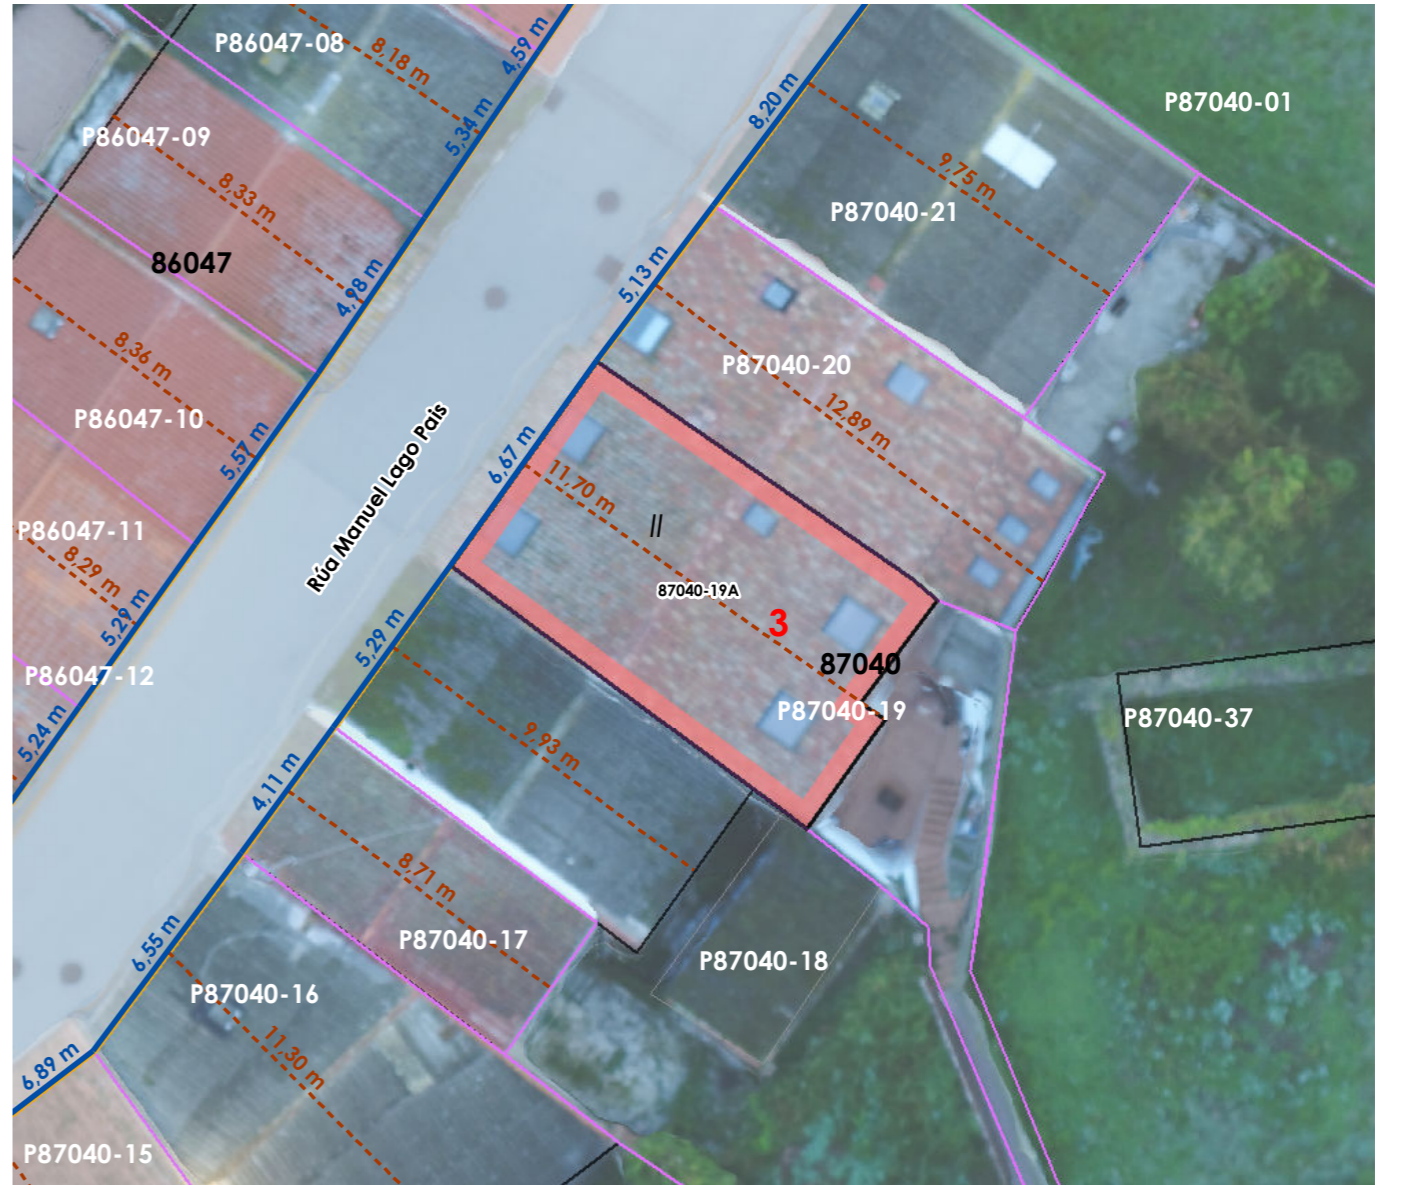 P86047-08
8,18 m
4,59 m
5,34 m
8,20 m
P87040-01
P86047-09
8,33 m
9,75 m
P87040-21
86047
4,98 m
5,13 m
8,36 m
P87040-20
P86047-10
12,89 m
5,57 m
6,67 m
11,70 m
Rúa Manuel Lago Pais
II
P86047-11
8,29 m
87040-19A
5,29 m
3
5,29 m
87040
P86047-12
P87040-19
P87040-37
5,24 m
9,93 m
4,11 m
8,71 m
P87040-17
6,55 m
P87040-18
P87040-16
11,30 m
6,89 m
P87040-15